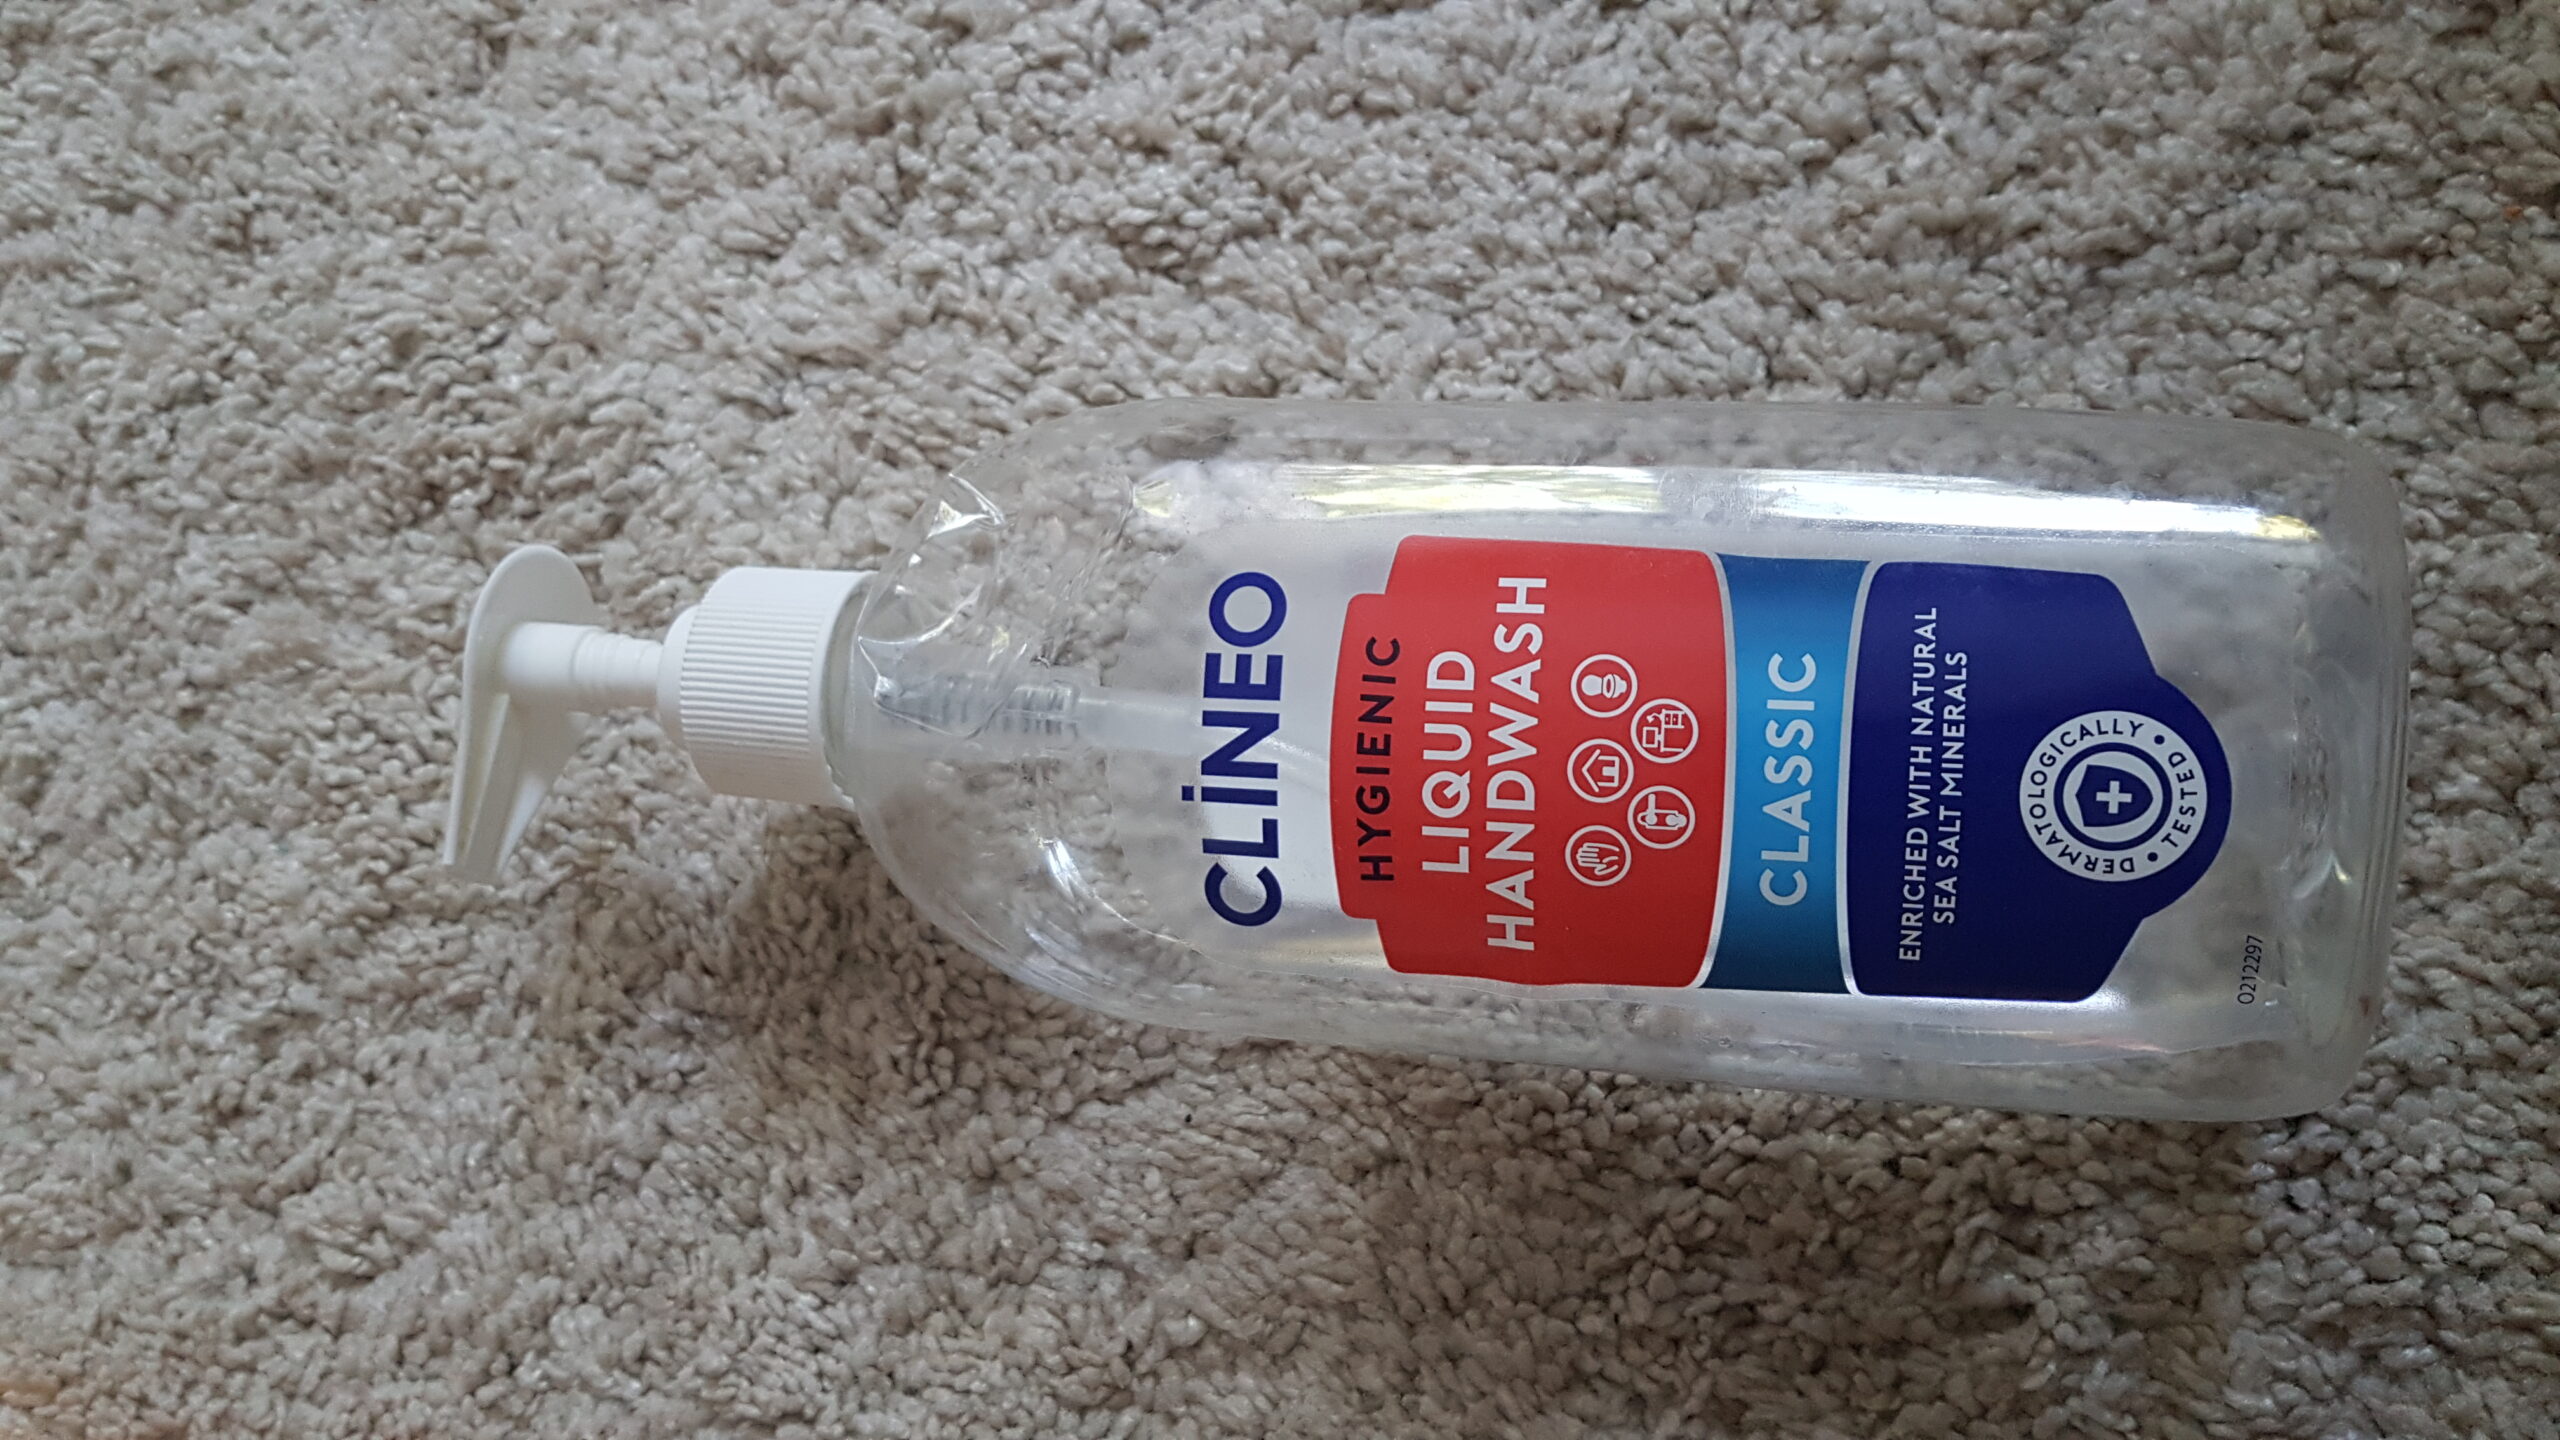 CLİNEO
HYGIENIC
LIQUID
HANDWASH
CLASSIC
ENRICHED WITH NATURAL
SEA SALT MINERALS
DERMATOLOGICALLY • TESTED •
0212297